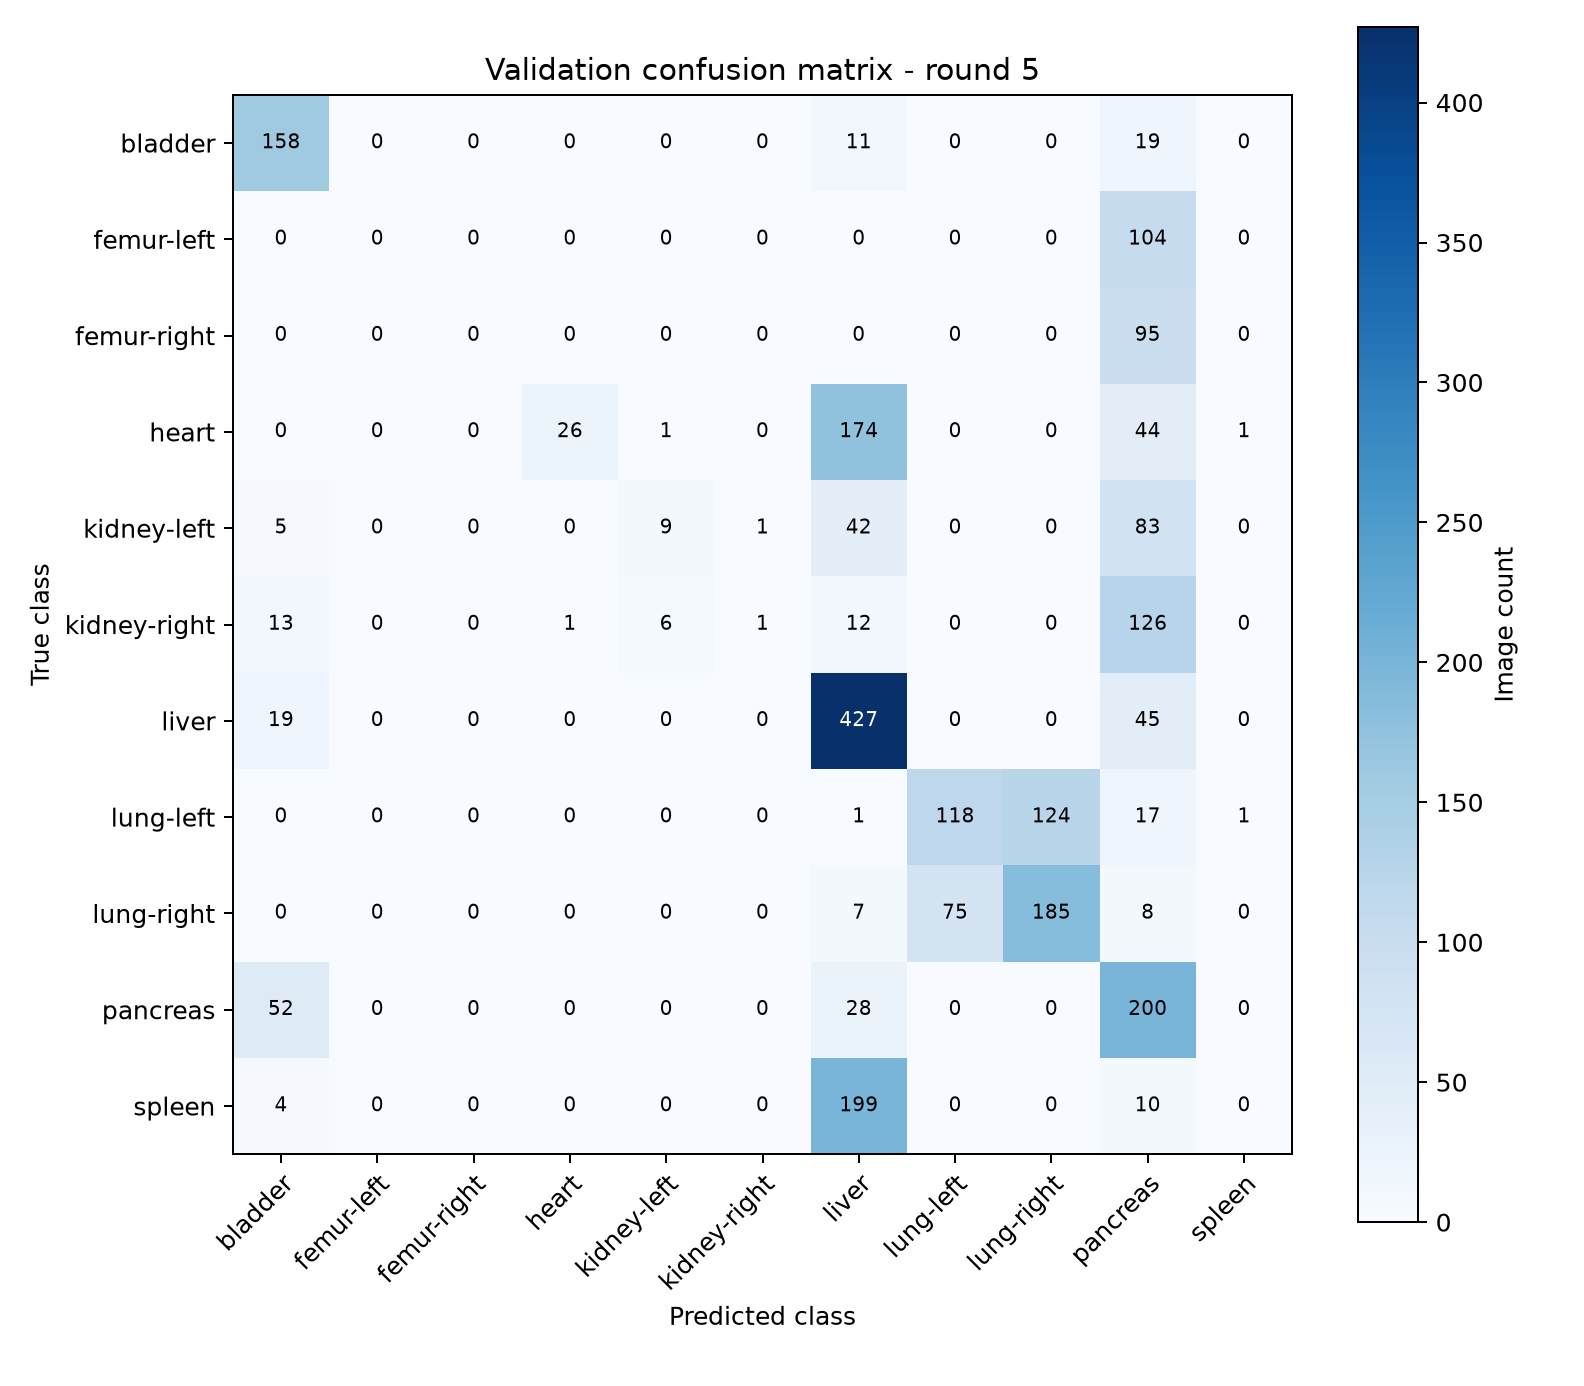 Validation confusion matrix - round 5
True class
bladder 158 0 0 0 0 0 11 0 0 19 0
femur-left 0 0 0 0 0 0 0 0 0 104 0
femur-right 0 0 0 0 0 0 0 0 0 95 0
heart 0 0 0 26 1 0 174 0 0 44 1
kidney-left 5 0 0 0 9 1 42 0 0 83 0
kidney-right 13 0 0 1 6 1 12 0 0 126 0
liver 19 0 0 0 0 0 427 0 0 45 0
lung-left 0 0 0 0 0 0 1 118 124 17 1
lung-right 0 0 0 0 0 0 7 75 185 8 0
pancreas 52 0 0 0 0 0 28 0 0 200 0
spleen 4 0 0 0 0 0 199 0 0 10 0
bladder femur-left femur-right heart kidney-left kidney-right liver lung-left lung-right pancreas spleen
Predicted class
400
350
300
250
200
150
100
50
0
Image count